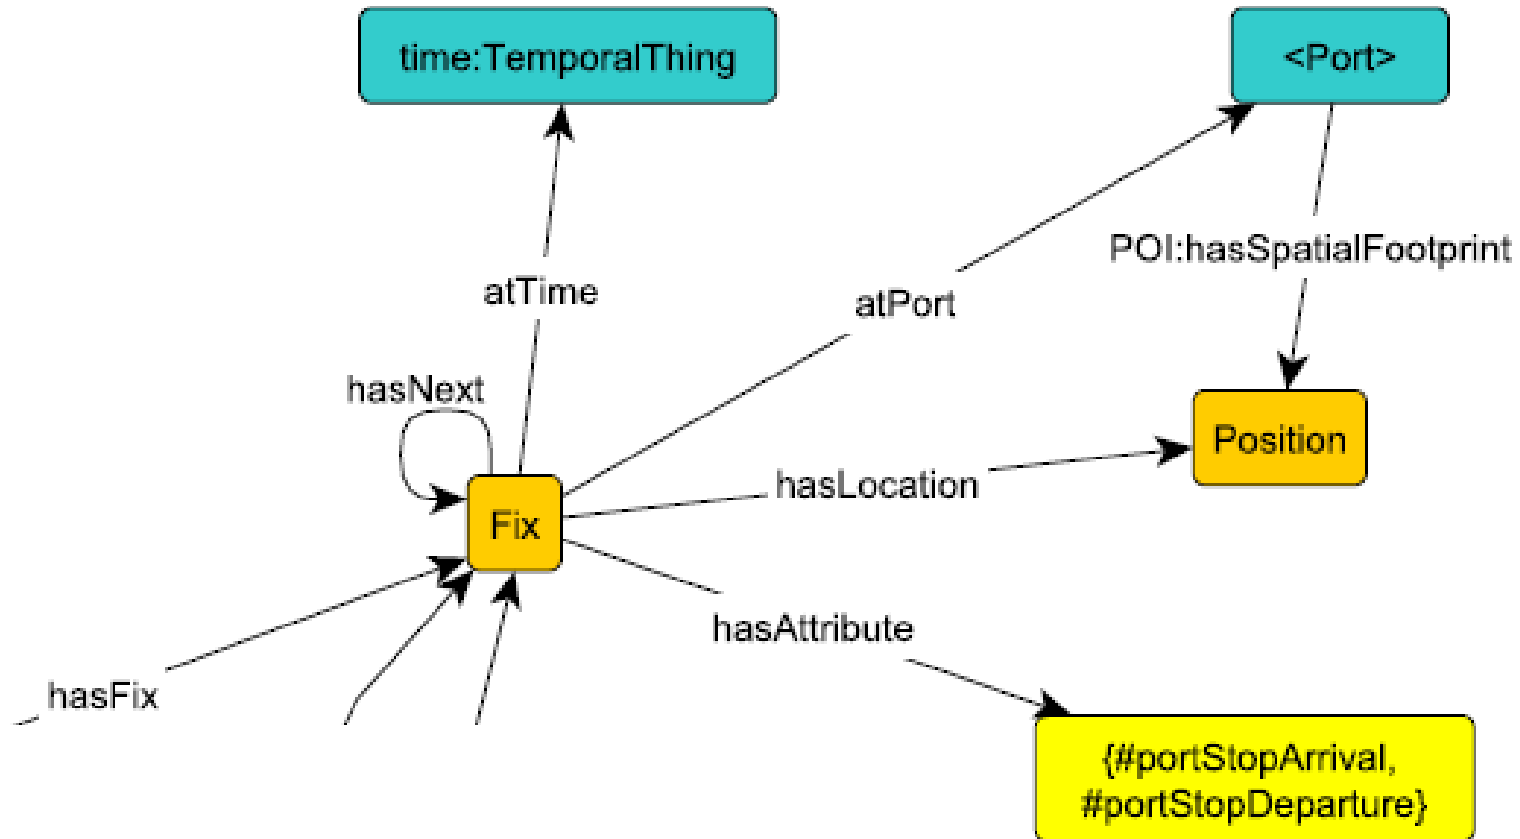 time:TemporalThing
<Port>
POI:hasSpatialFootprint
atTime
atPort
hasNext
Position
hasLocation
Fix
hasAttribute
hasFix
{#portStopArrival,
#portStopDeparture}